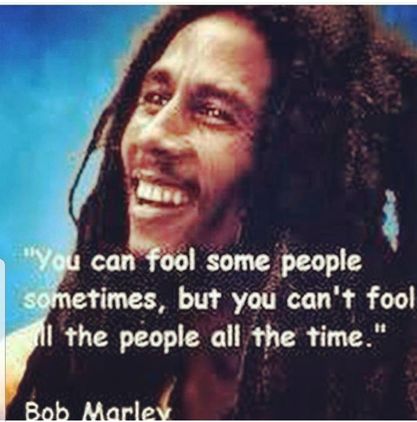 "You can fool some people
sometimes, but you can't fool
all the people all the time."
Bob Marley